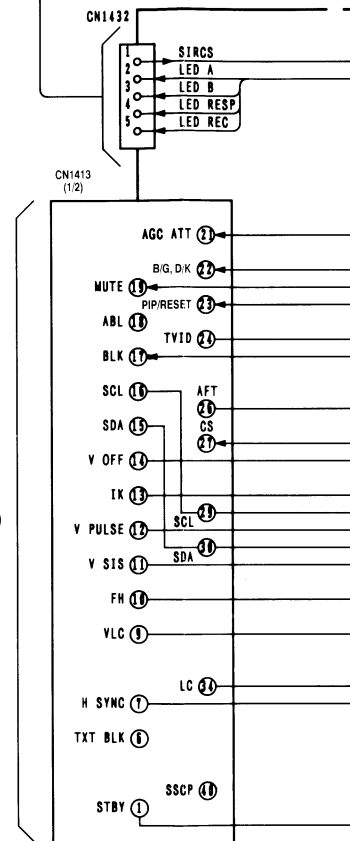 CN1432
1 SIRCS
2 LED A
3 LED B
4 LED RESP
5 LED REC
CN1413
(1/2)
AGC ATT 21
B/G, D/K 22
MUTE 19
PIP/RESET 23
ABL 18
TVID 24
BLK 17
SCL 16
AFT
26
SDA 15
CS
27
V OFF 14
IK 13
29
SCL
V PULSE 12
30
SDA
V SIS 11
FH 10
VLC 9
LC 34
H SYNC 7
TXT BLK 6
SSCP 40
STBY 1